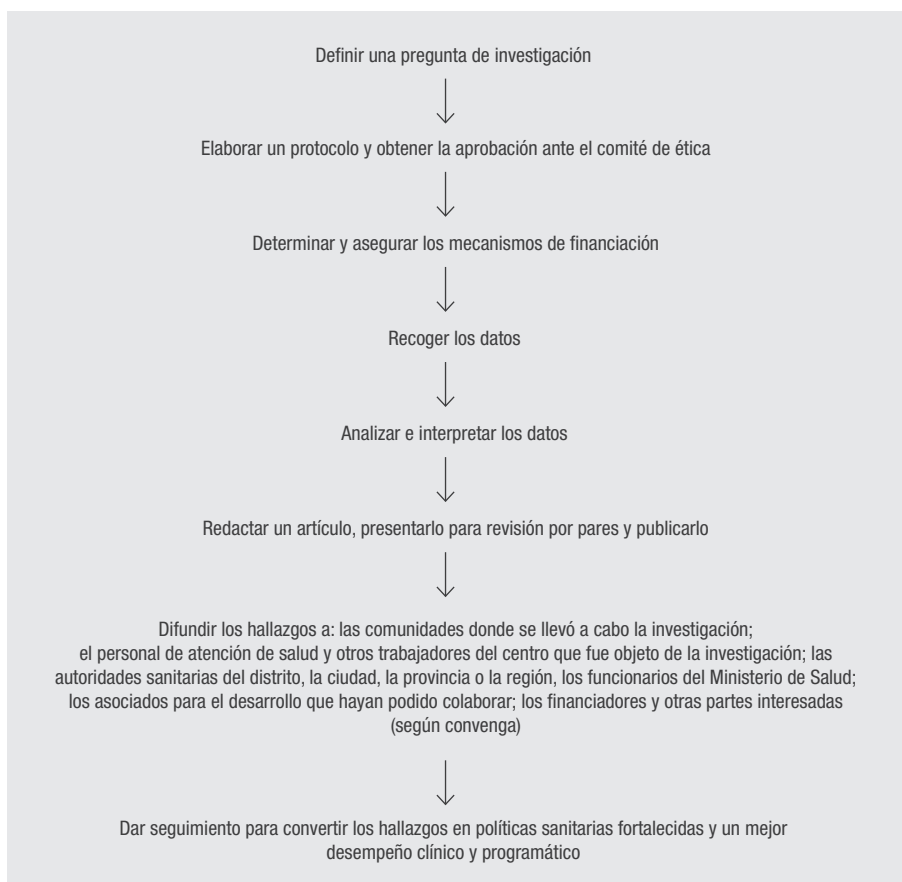 Definir una pregunta de investigación
Elaborar un protocolo y obtener la aprobación ante el comité de ética
Determinar y asegurar los mecanismos de financiación
Recoger los datos
Analizar e interpretar los datos
Redactar un artículo, presentarlo para revisión por pares y publicarlo
Difundir los hallazgos a: las comunidades donde se llevó a cabo la investigación;
el personal de atención de salud y otros trabajadores del centro que fue objeto de la investigación; las
autoridades sanitarias del distrito, la ciudad, la provincia o la región, los funcionarios del Ministerio de Salud;
los asociados para el desarrollo que hayan podido colaborar; los financiadores y otras partes interesadas
(según convenga)
Dar seguimiento para convertir los hallazgos en políticas sanitarias fortalecidas y un mejor
desempeño clínico y programático